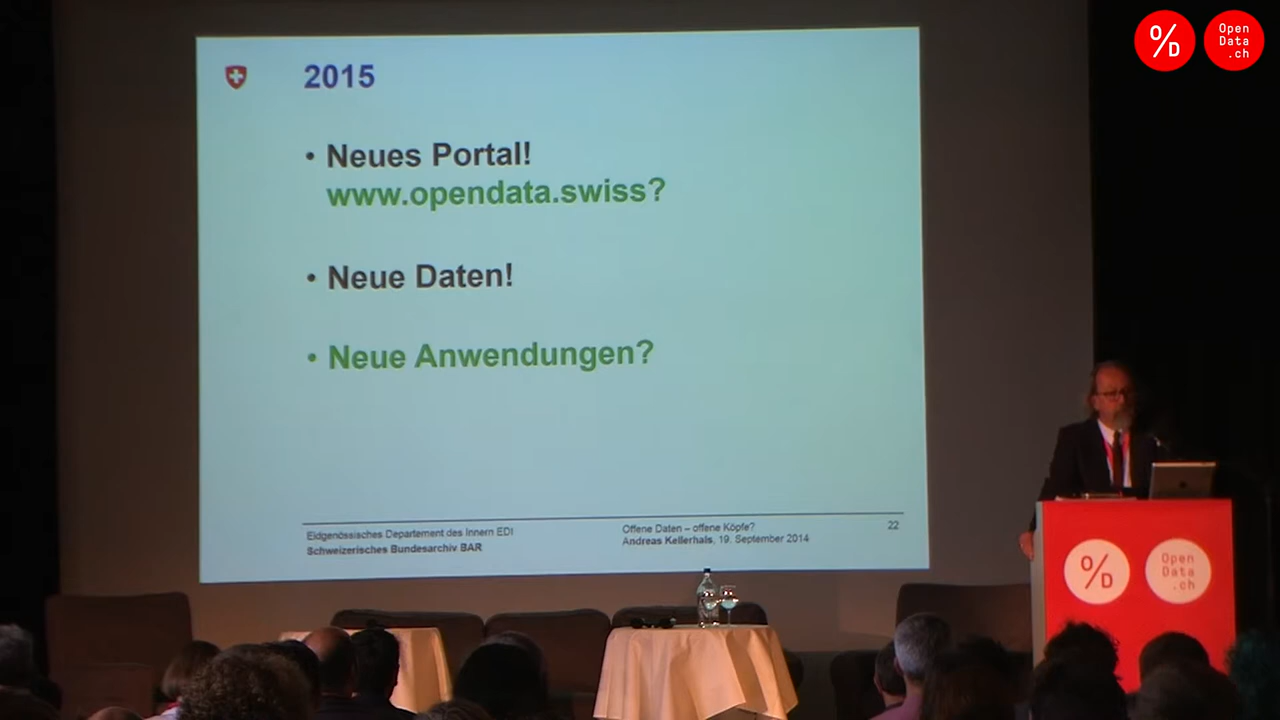 %D
Open
Data
.ch
2015
• Neues Portal!
www.opendata.swiss?
• Neue Daten!
• Neue Anwendungen?
Eidgenössisches Departement des Innern EDI
Schweizerisches Bundesarchiv BAR
Offene Daten – offene Köpfe?
Andreas Kellerhals, 19. September 2014
22
%D
Open
Data
.ch